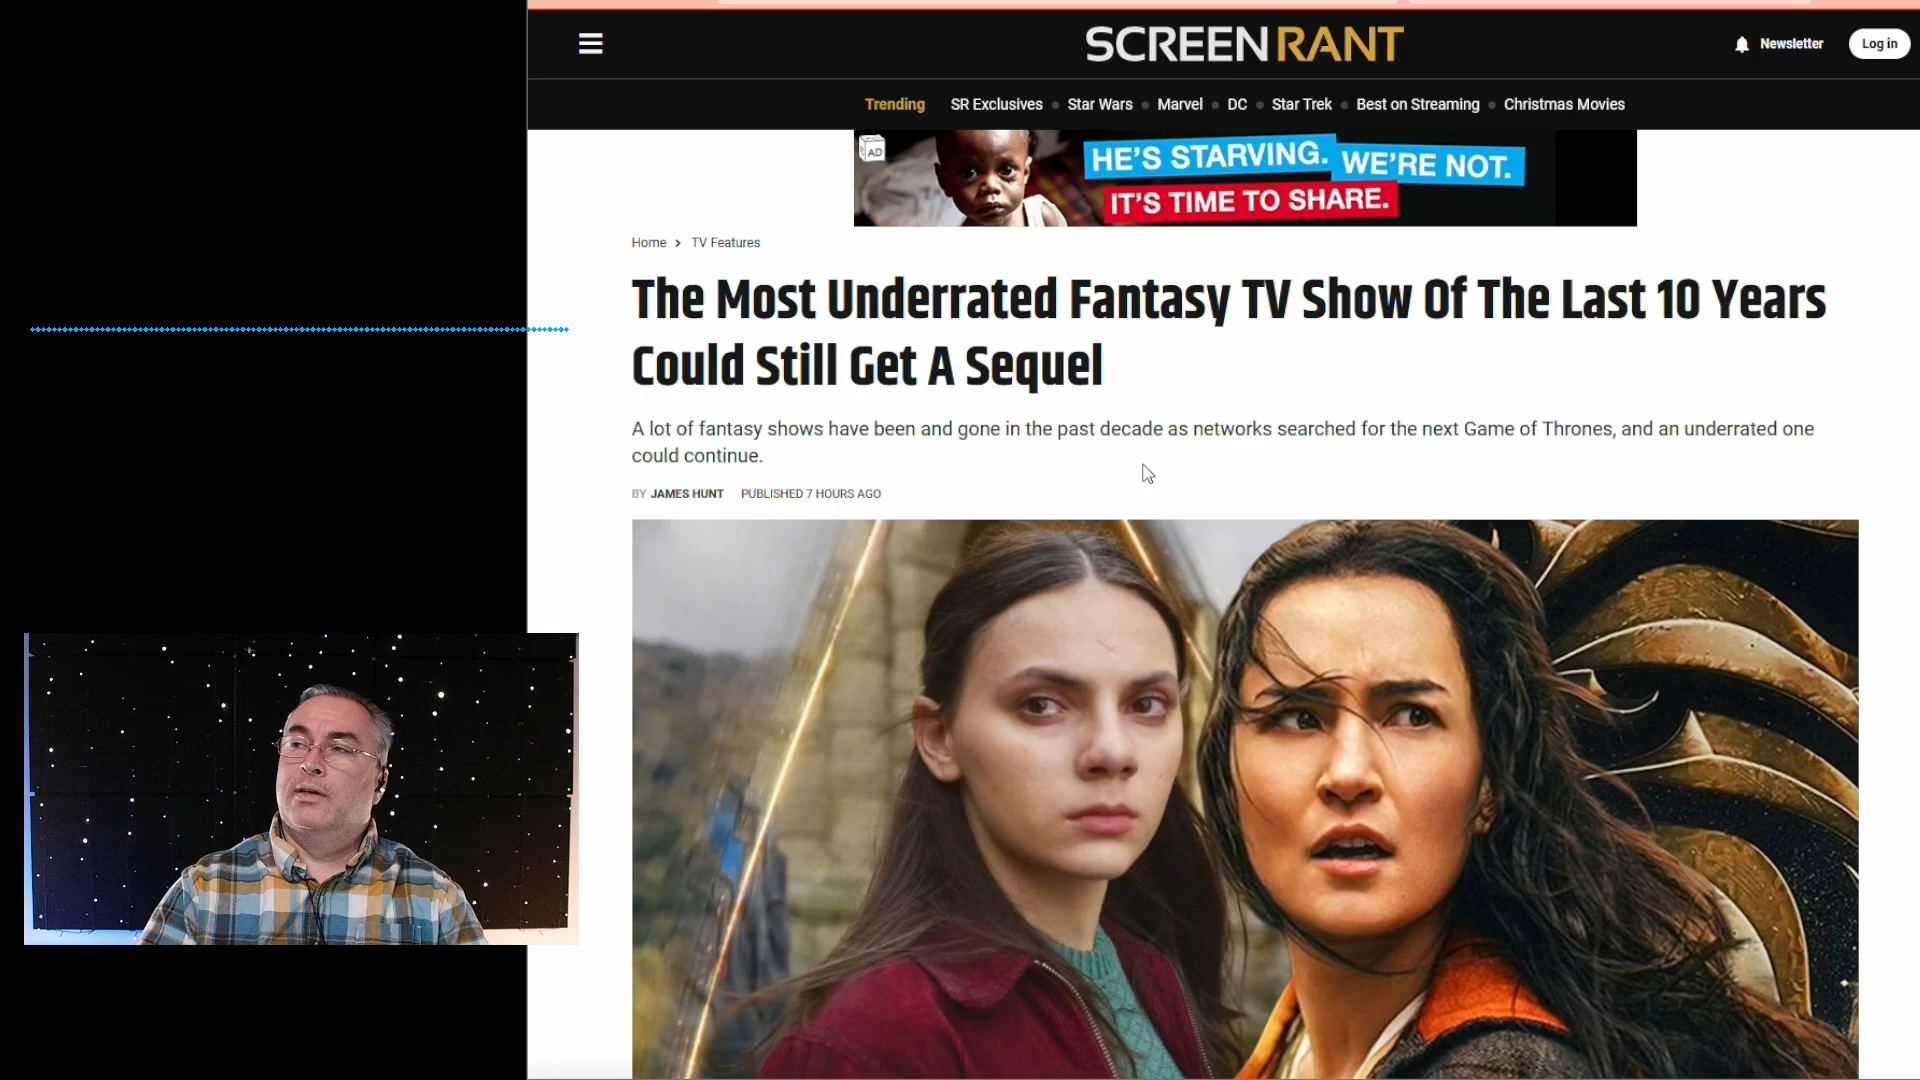 SCREENRANT
Newsletter
Log in
Trending
SR Exclusives
Star Wars
Marvel
DC
Star Trek
Best on Streaming
Christmas Movies
AD
HE'S STARVING. WE'RE NOT.
IT'S TIME TO SHARE.
Home > TV Features
The Most Underrated Fantasy TV Show Of The Last 10 Years
Could Still Get A Sequel
A lot of fantasy shows have been and gone in the past decade as networks searched for the next Game of Thrones, and an underrated one
could continue.
BY JAMES HUNT PUBLISHED 7 HOURS AGO